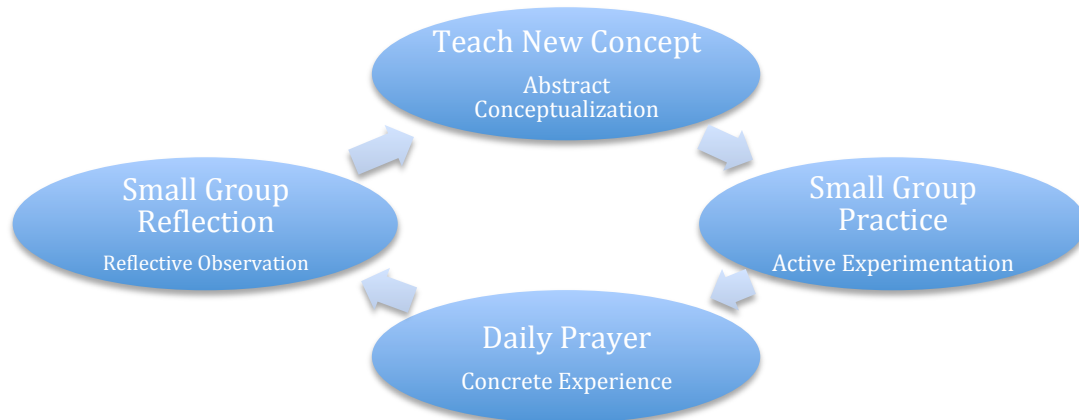 Teach New Concept
Abstract
Conceptualization
Small Group
Reflection
Reflective Observation
Small Group
Practice
Active Experimentation
Daily Prayer
Concrete Experience